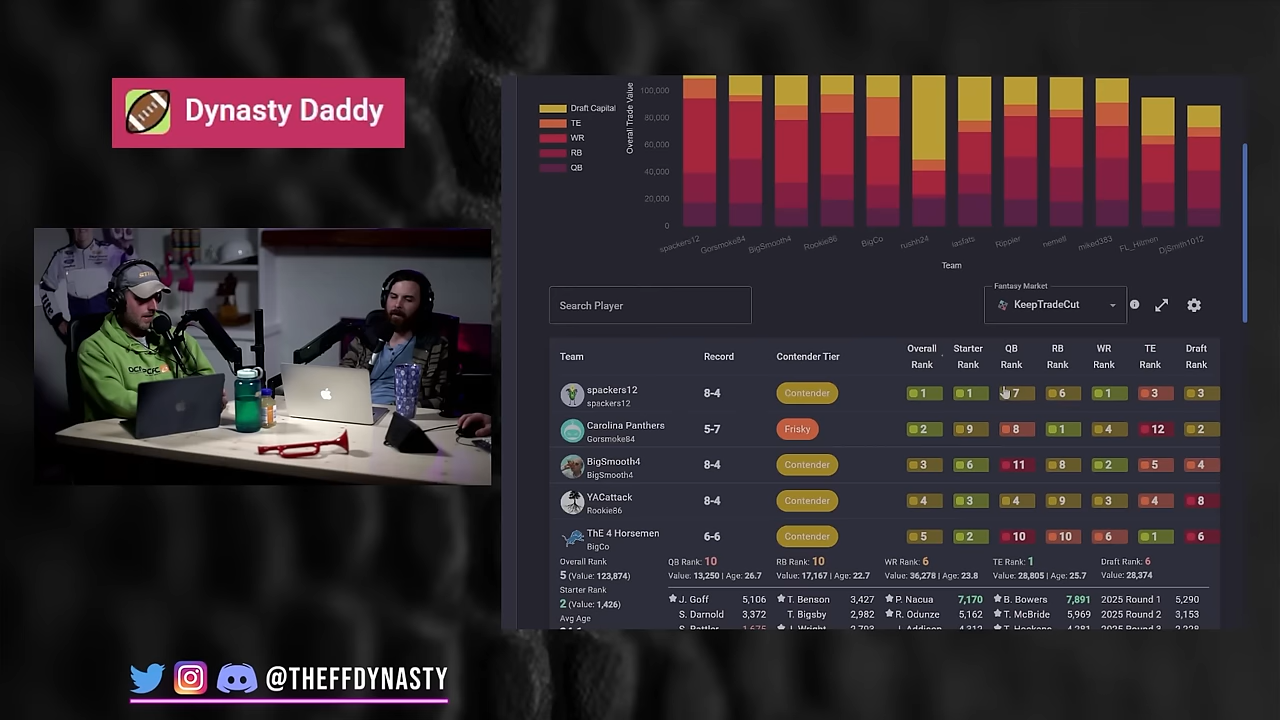 Dynasty Daddy
Draft Capital
TE
WR
RB
QB
Overall Trade Value
100,000
80,000
60,000
40,000
20,000
0
spackers12
Gorsmoke84
BigSmooth4
Rookie86
BigCo
rusbh24
iasfatb
Rippler
neme8
miked383
FL_Hitmen
DjSmith1012
Team
Search Player
Fantasy Market
KeepTradeCut
Team Record Contender Tier Overall Rank Starter Rank QB Rank RB Rank WR Rank TE Rank Draft Rank
spackers12 8-4 Contender 1 1 7 6 1 3 3
spackers12
Carolina Panthers 5-7 Frisky 2 9 8 1 4 12 2
Gorsmoke84
BigSmooth4 8-4 Contender 3 6 11 8 2 5 4
BigSmooth4
YACattack 8-4 Contender 4 3 4 9 3 4 8
Rookie86
ThE 4 Horsemen 6-6 Contender 5 2 10 10 6 1 6
BigCo
Overall Rank QB Rank: 10 RB Rank: 10 WR Rank: 6 TE Rank: 1 Draft Rank: 6
5 (Value: 123,874) Value: 13,250 | Age: 26.7 Value: 17,167 | Age: 22.7 Value: 36,278 | Age: 23.8 Value: 28,805 | Age: 25.7 Value: 28,374
Starter Rank
2 (Value: 1,426)
Avg Age
J. Goff 5,106 T. Benson 3,427 P. Nacua 7,170 B. Bowers 7,891 2025 Round 1 5,290
S. Darnold 3,372 T. Bigsby 2,982 R. Odunze 5,162 T. McBride 5,969 2025 Round 2 3,153
@THEFFDYNASTY